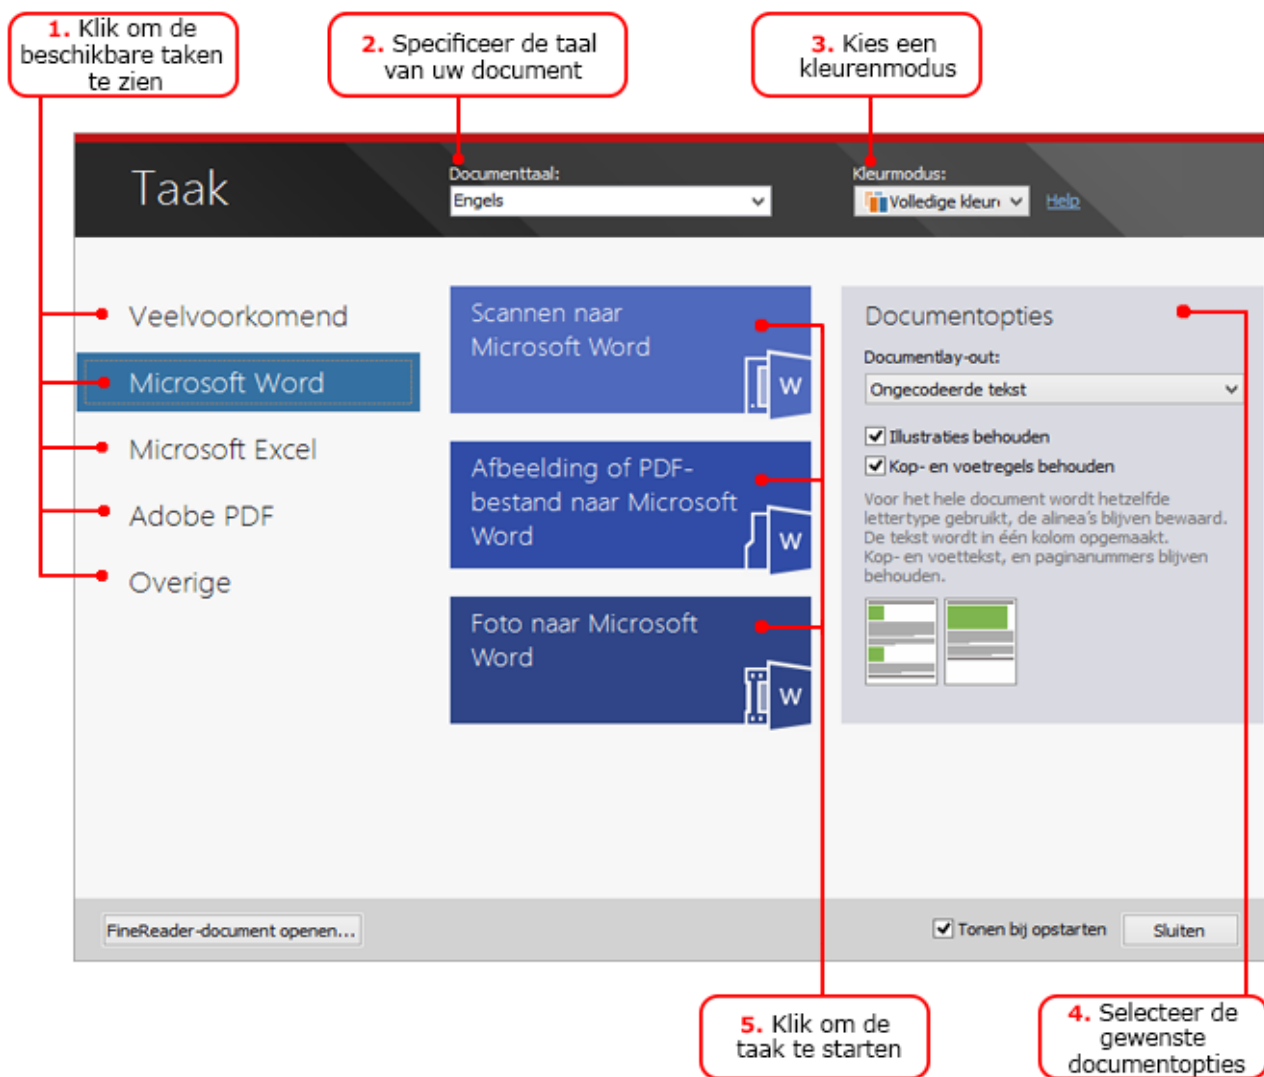 1. Klik om de
beschikbare taken
te zien
2. Specificeer de taal
van uw document
3. Kies een
kleurenmodus
Taak
Documenttaal:
Engels
Kleurmodus:
Volledige kleure
Help
Veelvoorkomend
Microsoft Word
Microsoft Excel
Adobe PDF
Overige
Scannen naar
Microsoft Word
W
Afbeelding of PDF-
bestand naar Microsoft
Word
W
Foto naar Microsoft
Word
W
Documentopties
Documentlay-out:
Ongecodeerde tekst
Illustraties behouden
Kop- en voetregels behouden
Voor het hele document wordt hetzelfde
lettertype gebruikt, de alinea's blijven bewaard.
De tekst wordt in één kolom opgemaakt.
Kop- en voettekst, en paginanummers blijven
behouden.
FineReader-document openen...
Tonen bij opstarten
Sluiten
5. Klik om de
taak te starten
4. Selecteer de
gewenste
documentopties